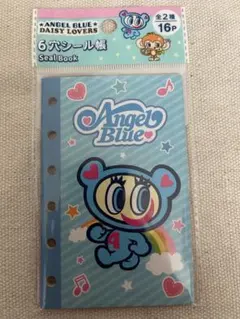 ★ANGEL BLUE★
DAISY LOVERS
全2種
16P
6穴シール帳
Seal Book
Angel
Blue
A